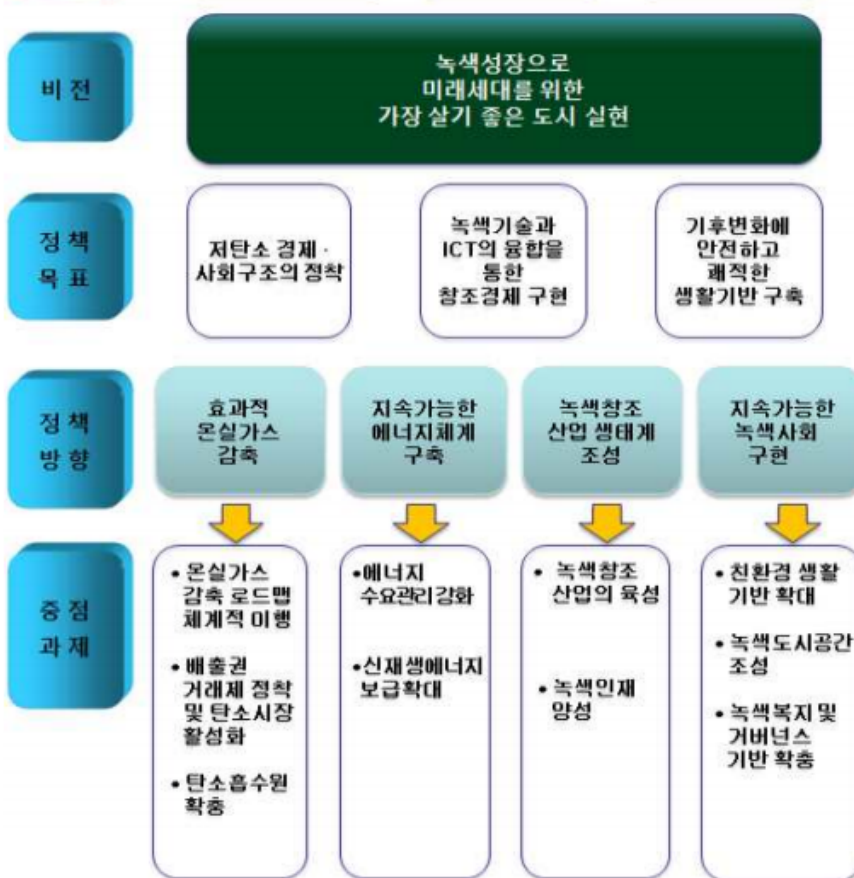 비 전
녹색성장으로
미래세대를 위한
가장 살기 좋은 도시 실현
정 책
목 표
저탄소 경제 ·
사회구조의 정착
녹색기술과
ICT의 융합을
통한
창조경제 구현
기후변화에
안전하고
쾌적한
생활기반 구축
정 책
방 향
효과적
온실가스
감축
지속가능한
에너지체계
구축
녹색창조
산업 생태계
조성
지속가능한
녹색사회
구현
중 점
과 제
• 온실가스
감축 로드맵
체계적 이행
• 배출권
거래제 정착
및 탄소시장
활성화
• 탄소흡수원
확충
•에너지
수요관리 강화
•신재생에너지
보급확대
• 녹색창조
산업의 육성
• 녹색인재
양성
• 친환경 생활
기반 확대
• 녹색도시공간
조성
• 녹색복지 및
거버넌스
기반 확충